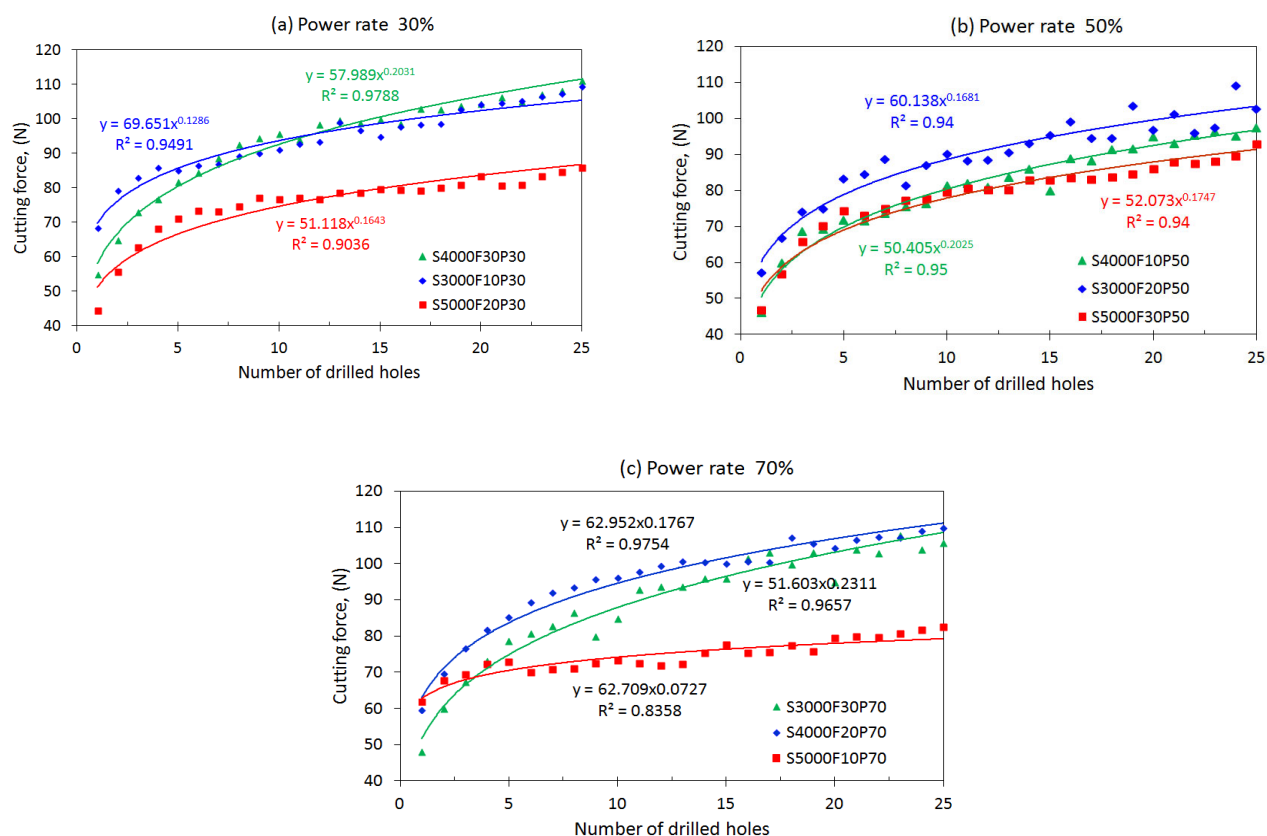 (a) Power rate 30%
Cutting force, (N)
120
110
100
90
80
70
60
50
40
y = 57.989x^0.2031
R² = 0.9788
y = 69.651x^0.1286
R² = 0.9491
y = 51.118x^0.1643
R² = 0.9036
S4000F30P30
S3000F10P30
S5000F20P30
0 5 10 15 20 25
Number of drilled holes
(b) Power rate 50%
Cutting force, (N)
120
110
100
90
80
70
60
50
40
y = 60.138x^0.1681
R² = 0.94
y = 52.073x^0.1747
R² = 0.94
y = 50.405x^0.2025
R² = 0.95
S4000F10P50
S3000F20P50
S5000F30P50
0 5 10 15 20 25
Number of drilled holes
(c) Power rate 70%
Cutting force, (N)
120
110
100
90
80
70
60
50
40
y = 62.952x0.1767
R² = 0.9754
y = 51.603x0.2311
R² = 0.9657
y = 62.709x0.0727
R² = 0.8358
S3000F30P70
S4000F20P70
S5000F10P70
0 5 10 15 20 25
Number of drilled holes